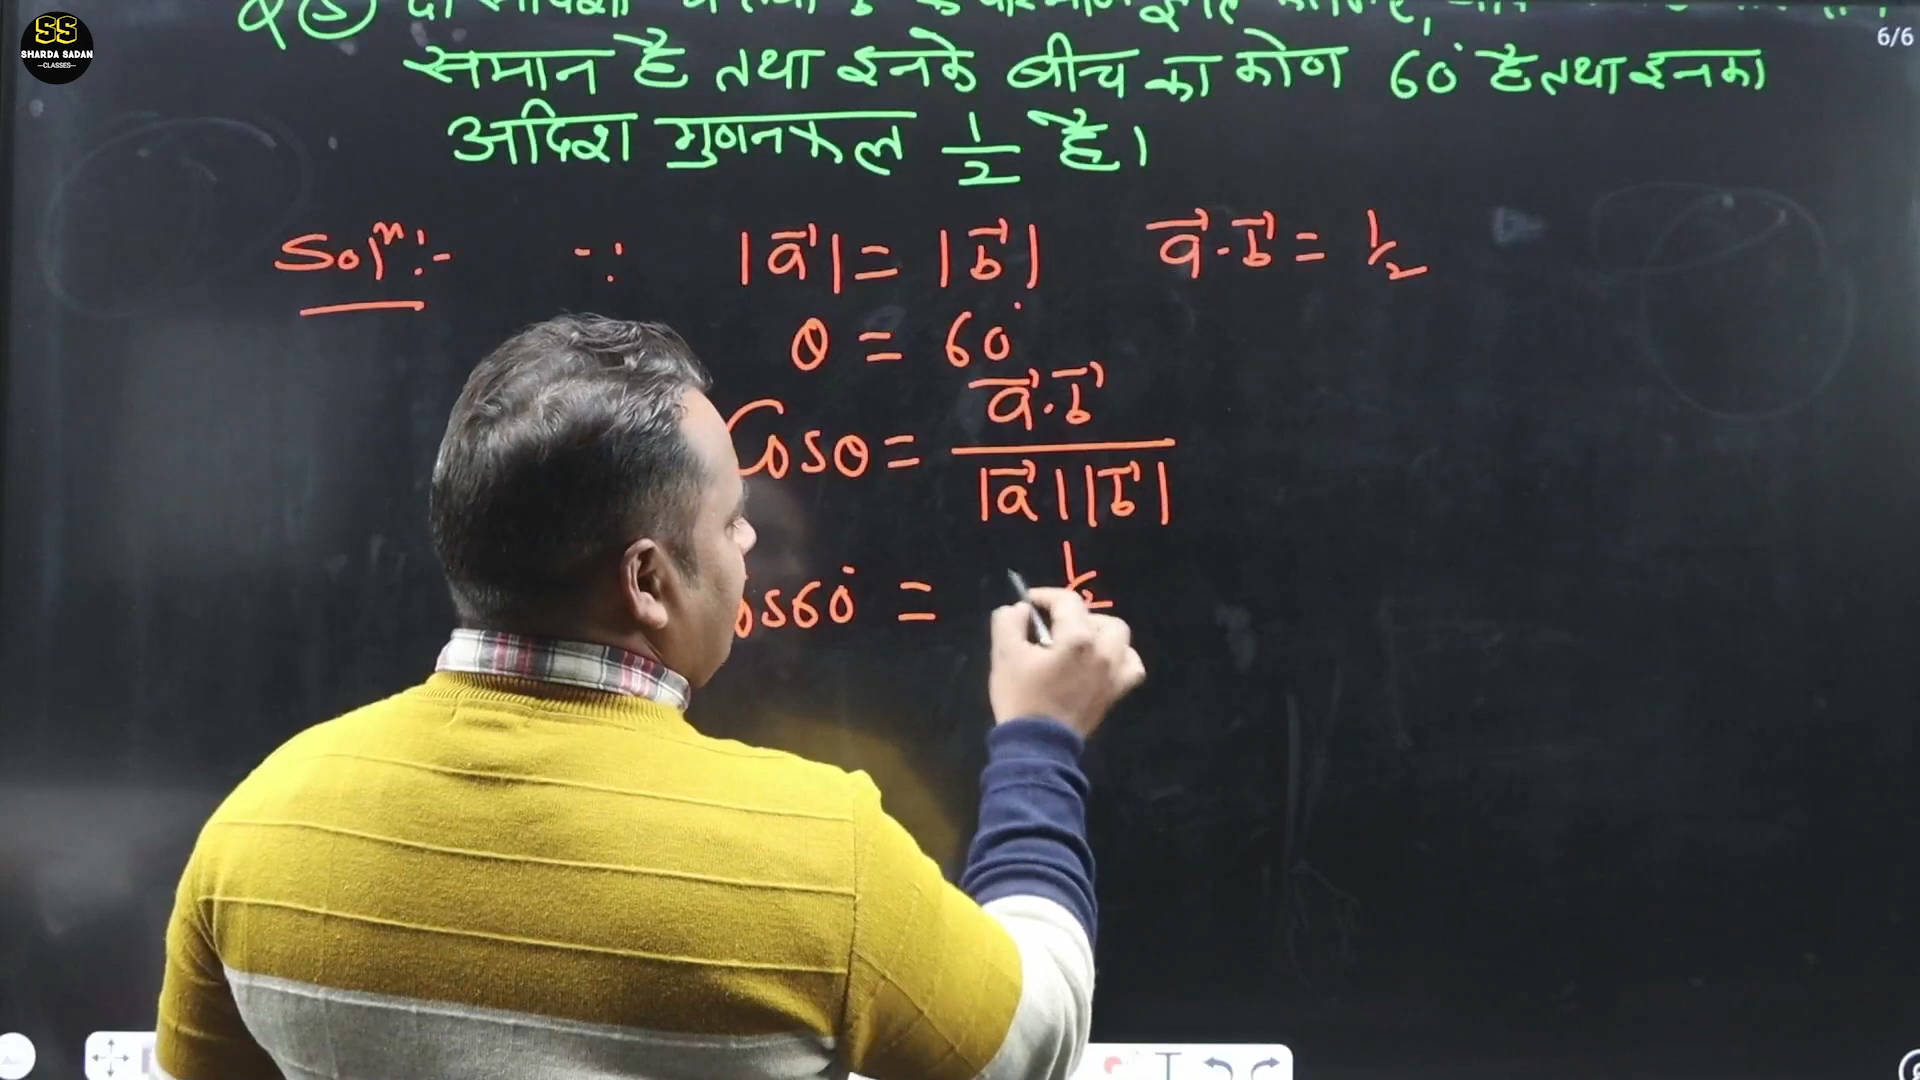 SS
SHARDA SADAN
—CLASSES—
6/6
समान है तथा इनके बीच का कोण 60° है तथा इनका
अदिश गुणनफल 1/2 है।
Solⁿ:- ∵ |a⃗| = |b⃗| a⃗·b⃗ = 1/2
θ = 60°
Cosθ = a⃗·b⃗ / |a⃗||b⃗|
os60° = 1/2